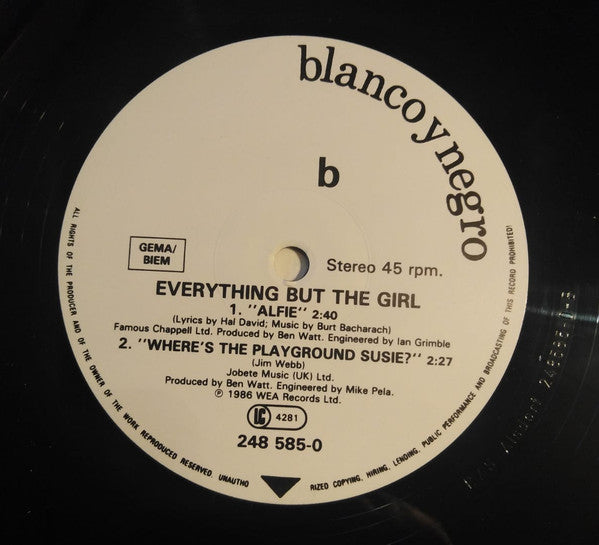 blanco y negro
b
GEMA/
BIEM
Stereo 45 rpm.
EVERYTHING BUT THE GIRL
1. "ALFIE" 2:40
(Lyrics by Hal David; Music by Burt Bacharach)
Famous Chappell Ltd. Produced by Ben Watt. Engineered by Ian Grimble
2. "WHERE'S THE PLAYGROUND SUSIE?" 2:27
(Jim Webb)
Jobete Music (UK) Ltd.
Produced by Ben Watt. Engineered by Mike Pela.
℗ 1986 WEA Records Ltd.
LC 4281
248 585-0
ALL RIGHTS OF THE PRODUCER AND OF THE OWNER OF THE WORK REPRODUCED RESERVED. UNAUTHO
RIZED COPYING, HIRING, LENDING, PUBLIC PERFORMANCE AND BROADCASTING OF THIS RECORD PROHIBITED!